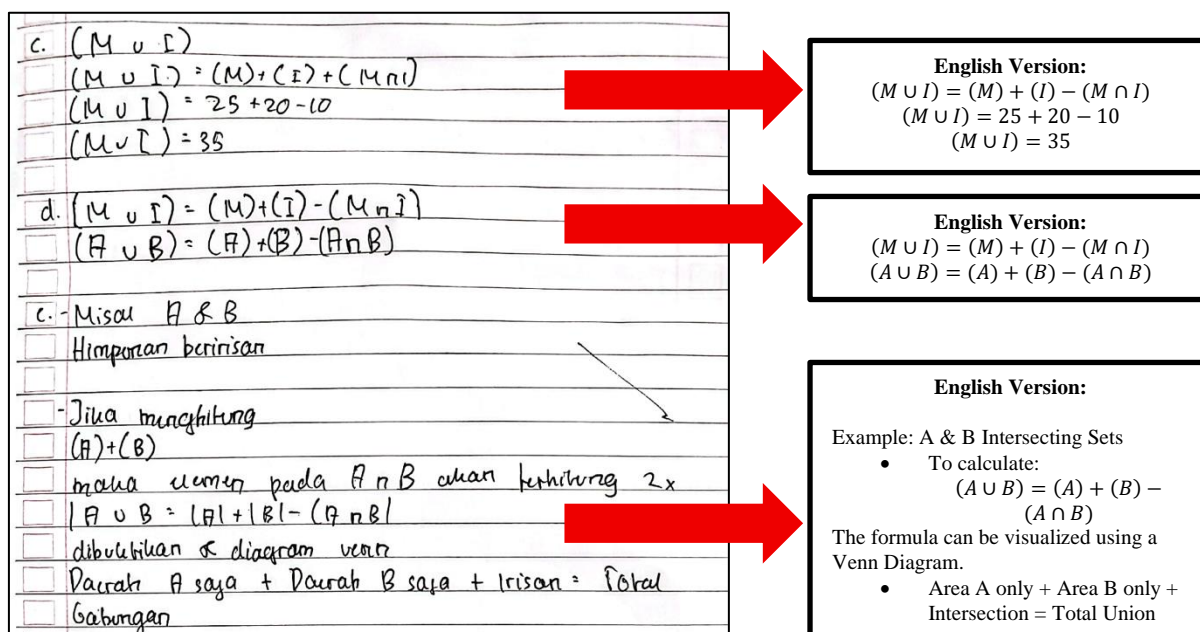 c. (M ∪ I)
(M ∪ I) = (M) + (I) + (M ∩ I)
(M ∪ I) = 25 + 20 - 10
(M ∪ I) = 35
d. (M ∪ I) = (M) + (I) - (M ∩ I)
(A ∪ B) = (A) + (B) - (A ∩ B)
c. - Misal A & B
Himpunan beririsan
- Jika menghitung
(A) + (B)
maka elemen pada A ∩ B akan terhitung 2x
|A ∪ B = |A| + |B| - (A ∩ B|
dibuktikan diagram venn
Daerah A saja + Daerah B saja + Irisan = Total
Gabungan
English Version:
(M ∪ I) = (M) + (I) − (M ∩ I)
(M ∪ I) = 25 + 20 − 10
(M ∪ I) = 35
English Version:
(M ∪ I) = (M) + (I) − (M ∩ I)
(A ∪ B) = (A) + (B) − (A ∩ B)
English Version:
Example: A & B Intersecting Sets
• To calculate:
(A ∪ B) = (A) + (B) −
(A ∩ B)
The formula can be visualized using a
Venn Diagram.
• Area A only + Area B only +
Intersection = Total Union